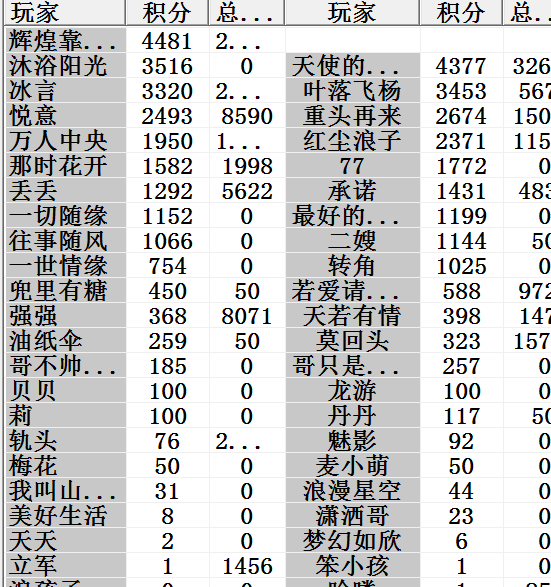 玩家 积分 总... 玩家 积分 总..
辉煌靠... 4481 2...
沐浴阳光 3516 0 天使的... 4377 326
冰言 3320 2... 叶落飞杨 3453 567
悦意 2493 8590 重头再来 2674 150
万人中央 1950 1... 红尘浪子 2371 115
那时花开 1582 1998 77 1772 0
丢丢 1292 5622 承诺 1431 483
一切随缘 1152 0 最好的... 1199 0
往事随风 1066 0 二嫂 1144 50
一世情缘 754 0 转角 1025 0
兜里有糖 450 50 若爱请... 588 972
强强 368 8071 天若有情 398 147
油纸伞 259 50 莫回头 323 157
哥不帅... 185 0 哥只是... 257 0
贝贝 100 0 龙游 100 0
莉 100 0 丹丹 117 50
轨头 76 2... 魅影 92 0
梅花 50 0 麦小萌 50 0
我叫山... 31 0 浪漫星空 44 0
美好生活 8 0 潇洒哥 23 0
天天 2 0 梦幻如欣 6 0
立军 1 1456 笨小孩 1 0